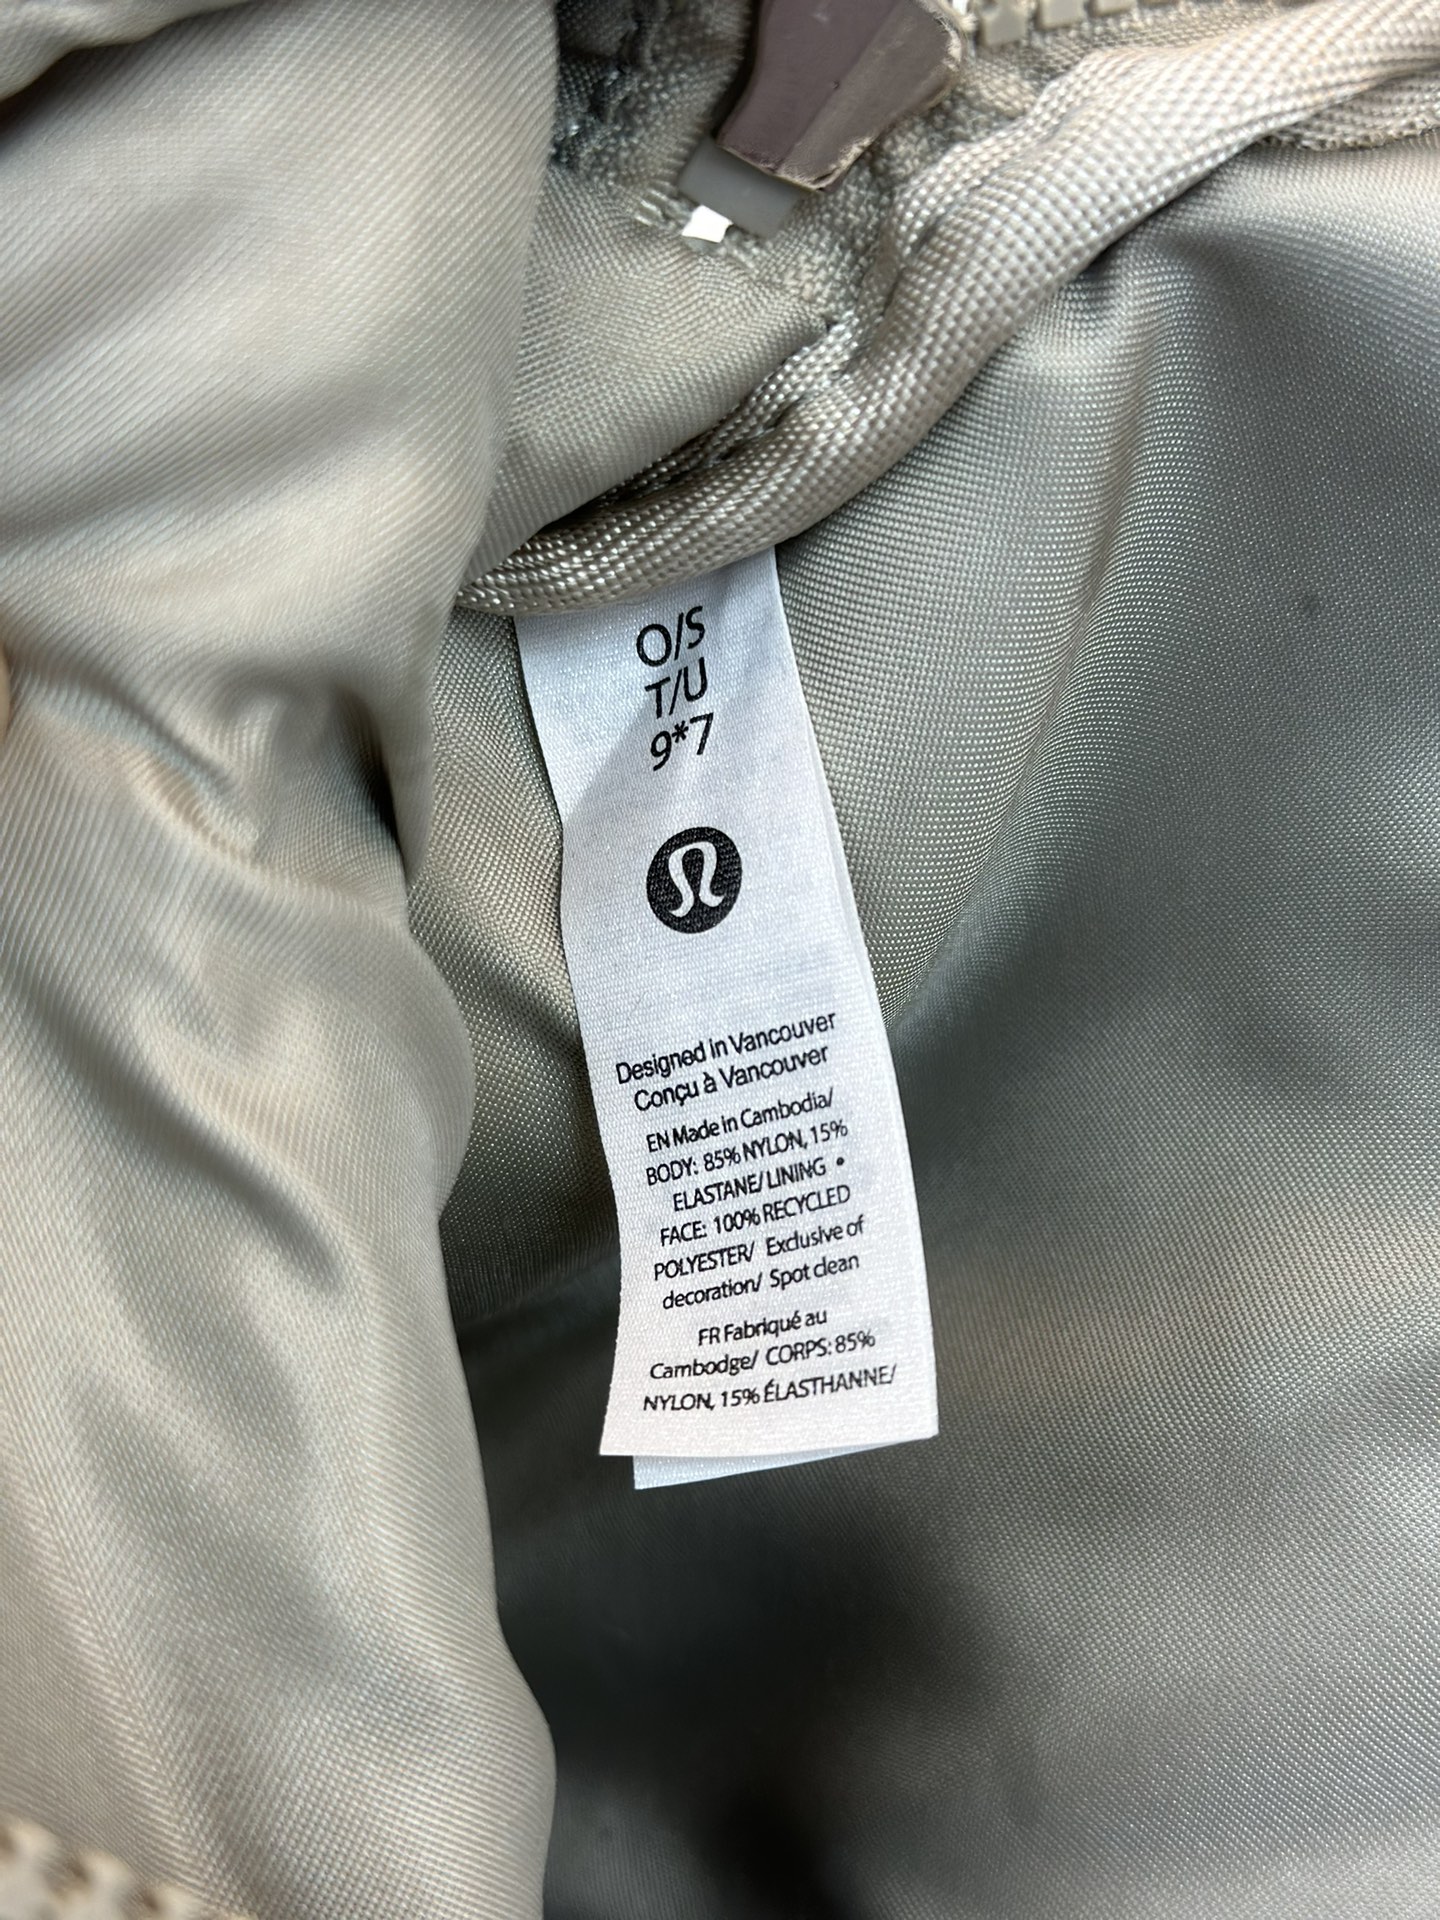 O/S
T/U
9*7
Designed in Vancouver
Conçu à Vancouver
EN Made in Cambodia/
BODY: 85% NYLON, 15%
ELASTANE/ LINING •
FACE: 100% RECYCLED
POLYESTER/ Exclusive of
decoration/ Spot clean
FR Fabriqué au
Cambodge/ CORPS: 85%
NYLON, 15% ÉLASTHANNE/